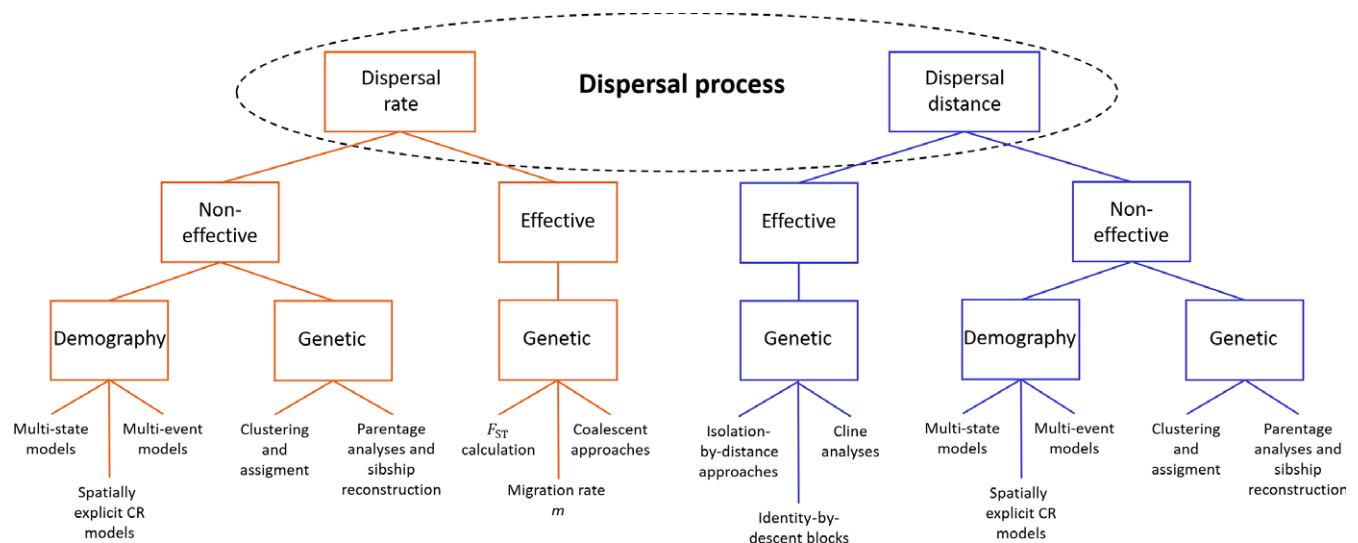 Dispersal
rate
Dispersal process
Dispersal
distance
Non-
effective
Effective
Effective
Non-
effective
Demography
Genetic
Genetic
Genetic
Demography
Genetic
Multi-state
models
Multi-event
models
Spatially
explicit CR
models
Clustering
and
assigment
Parentage
analyses and
sibship
reconstruction
FST
calculation
Coalescent
approaches
Migration rate
m
Isolation-
by-distance
approaches
Cline
analyses
Identity-by-
descent blocks
Multi-state
models
Multi-event
models
Spatially
explicit CR
models
Clustering
and
assignment
Parentage
analyses and
sibship
reconstruction